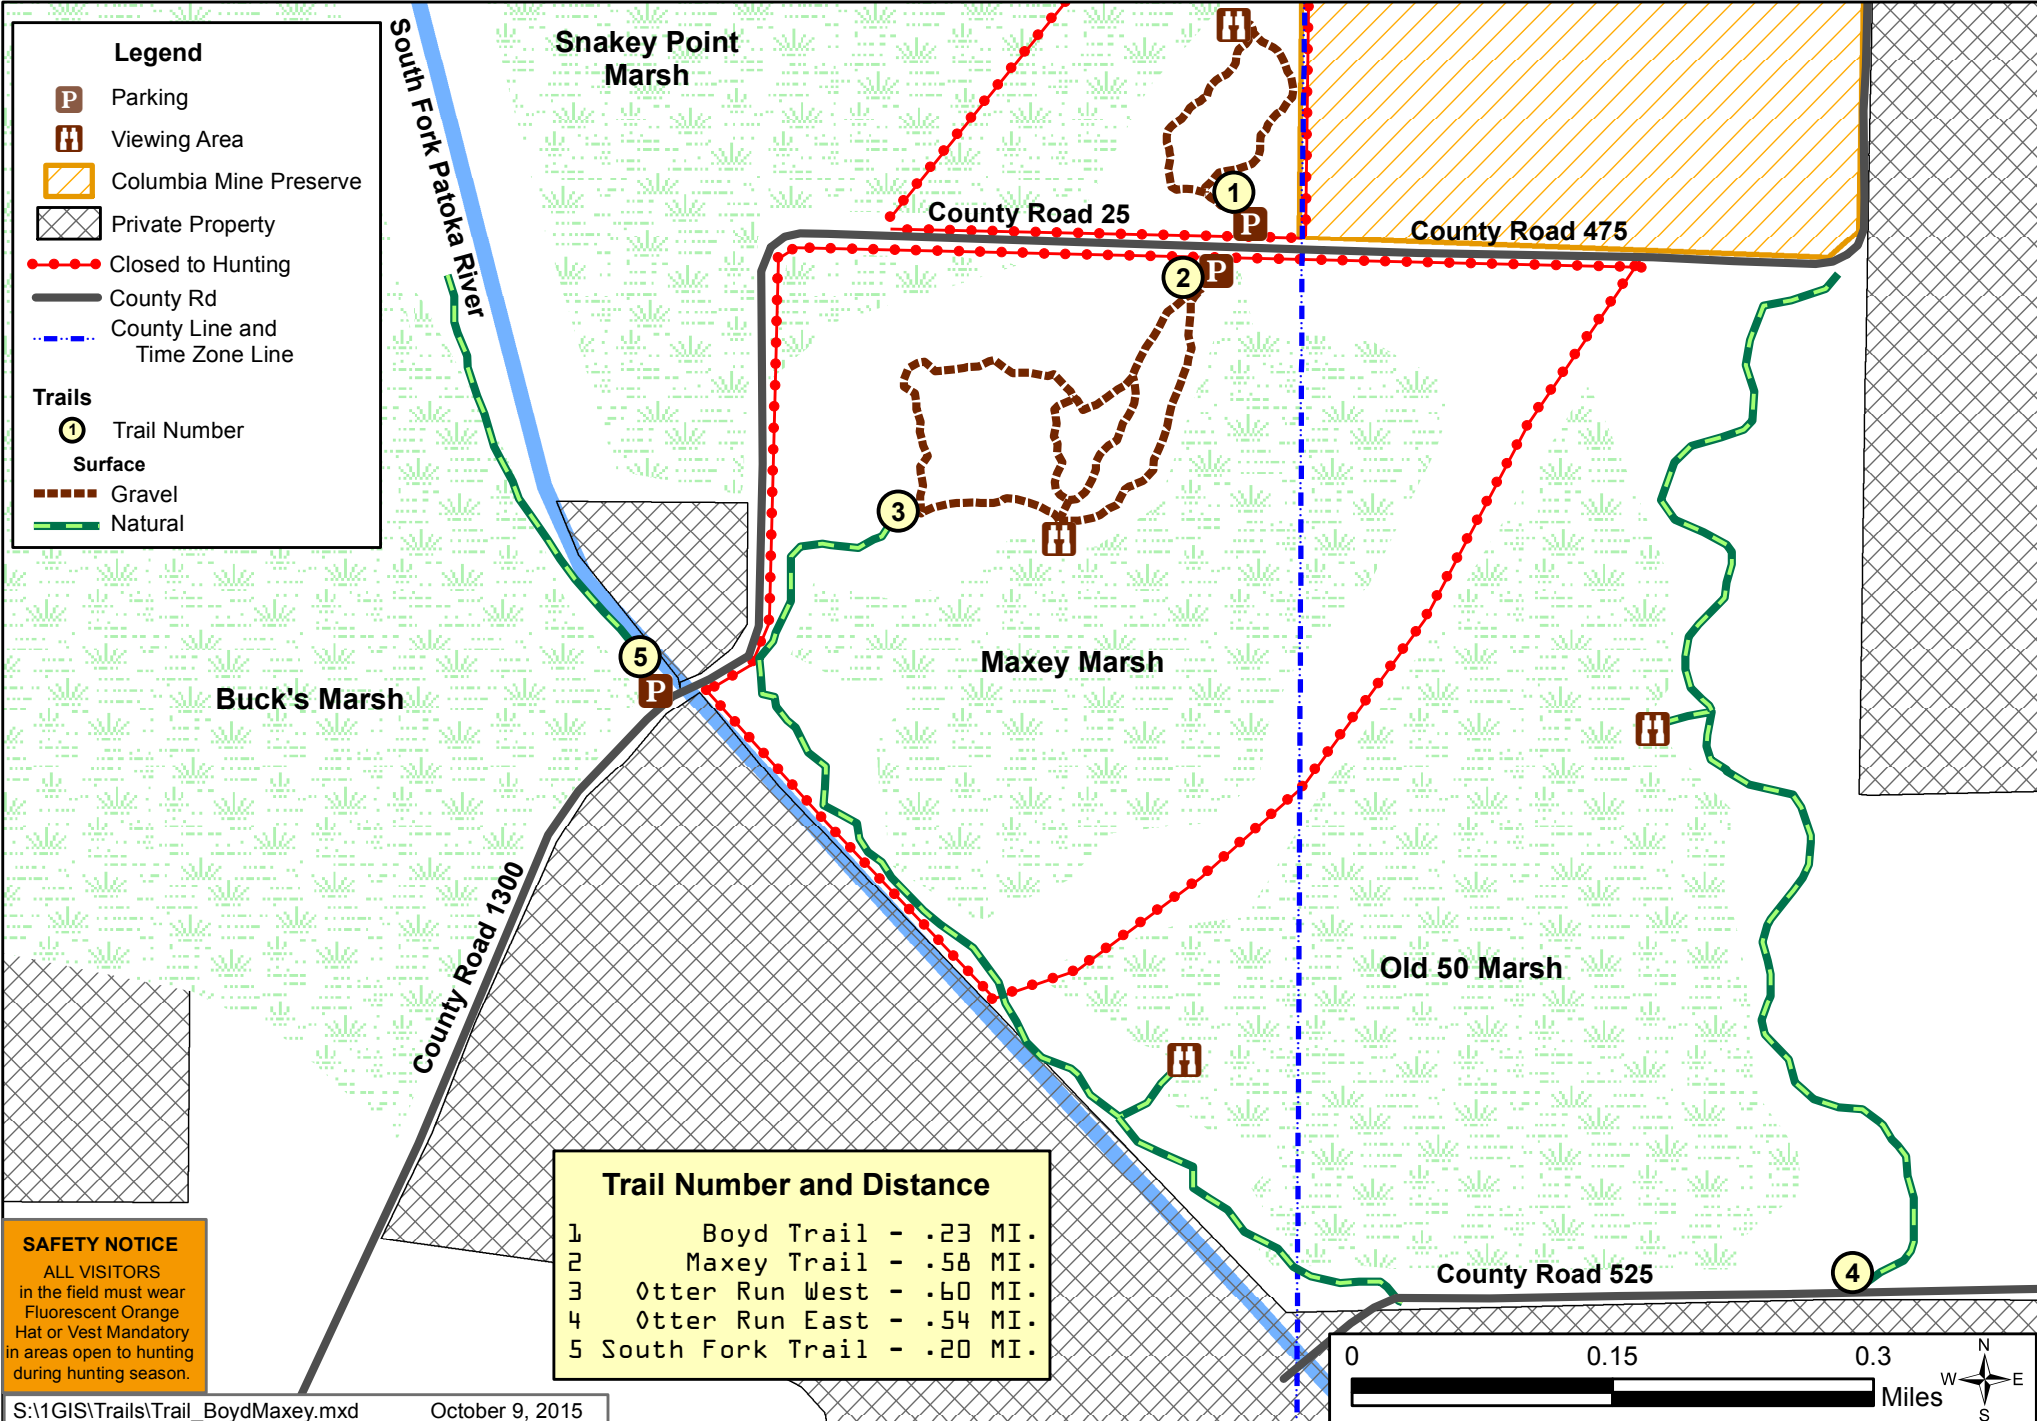 Legend
P Parking
Viewing Area
Columbia Mine Preserve
Private Property
Closed to Hunting
County Rd
County Line and
Time Zone Line
Trails
1 Trail Number
Surface
Gravel
Natural
South Fork Patoka River
Snakey Point
Marsh
1
P
County Road 25
County Road 475
2
P
3
5
P
Buck's Marsh
Maxey Marsh
County Road 1300
Old 50 Marsh
County Road 525
4
Trail Number and Distance
1 Boyd Trail - .23 MI.
2 Maxey Trail - .58 MI.
3 Otter Run West - .60 MI.
4 Otter Run East - .54 MI.
5 South Fork Trail - .20 MI.
SAFETY NOTICE
ALL VISITORS
in the field must wear
Fluorescent Orange
Hat or Vest Mandatory
in areas open to hunting
during hunting season.
S:\1GIS\Trails\Trail_BoydMaxey.mxd October 9, 2015
0 0.15 0.3
Miles
N
W E
S